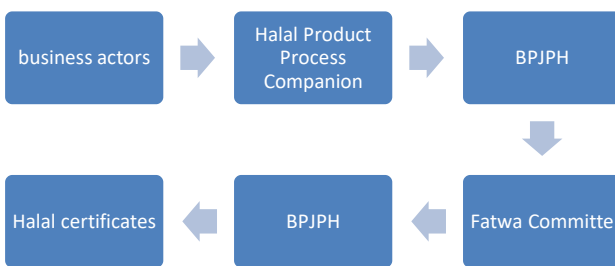 business actors
Halal Product
Process
Companion
BPJPH
Fatwa Committe
BPJPH
Halal certificates